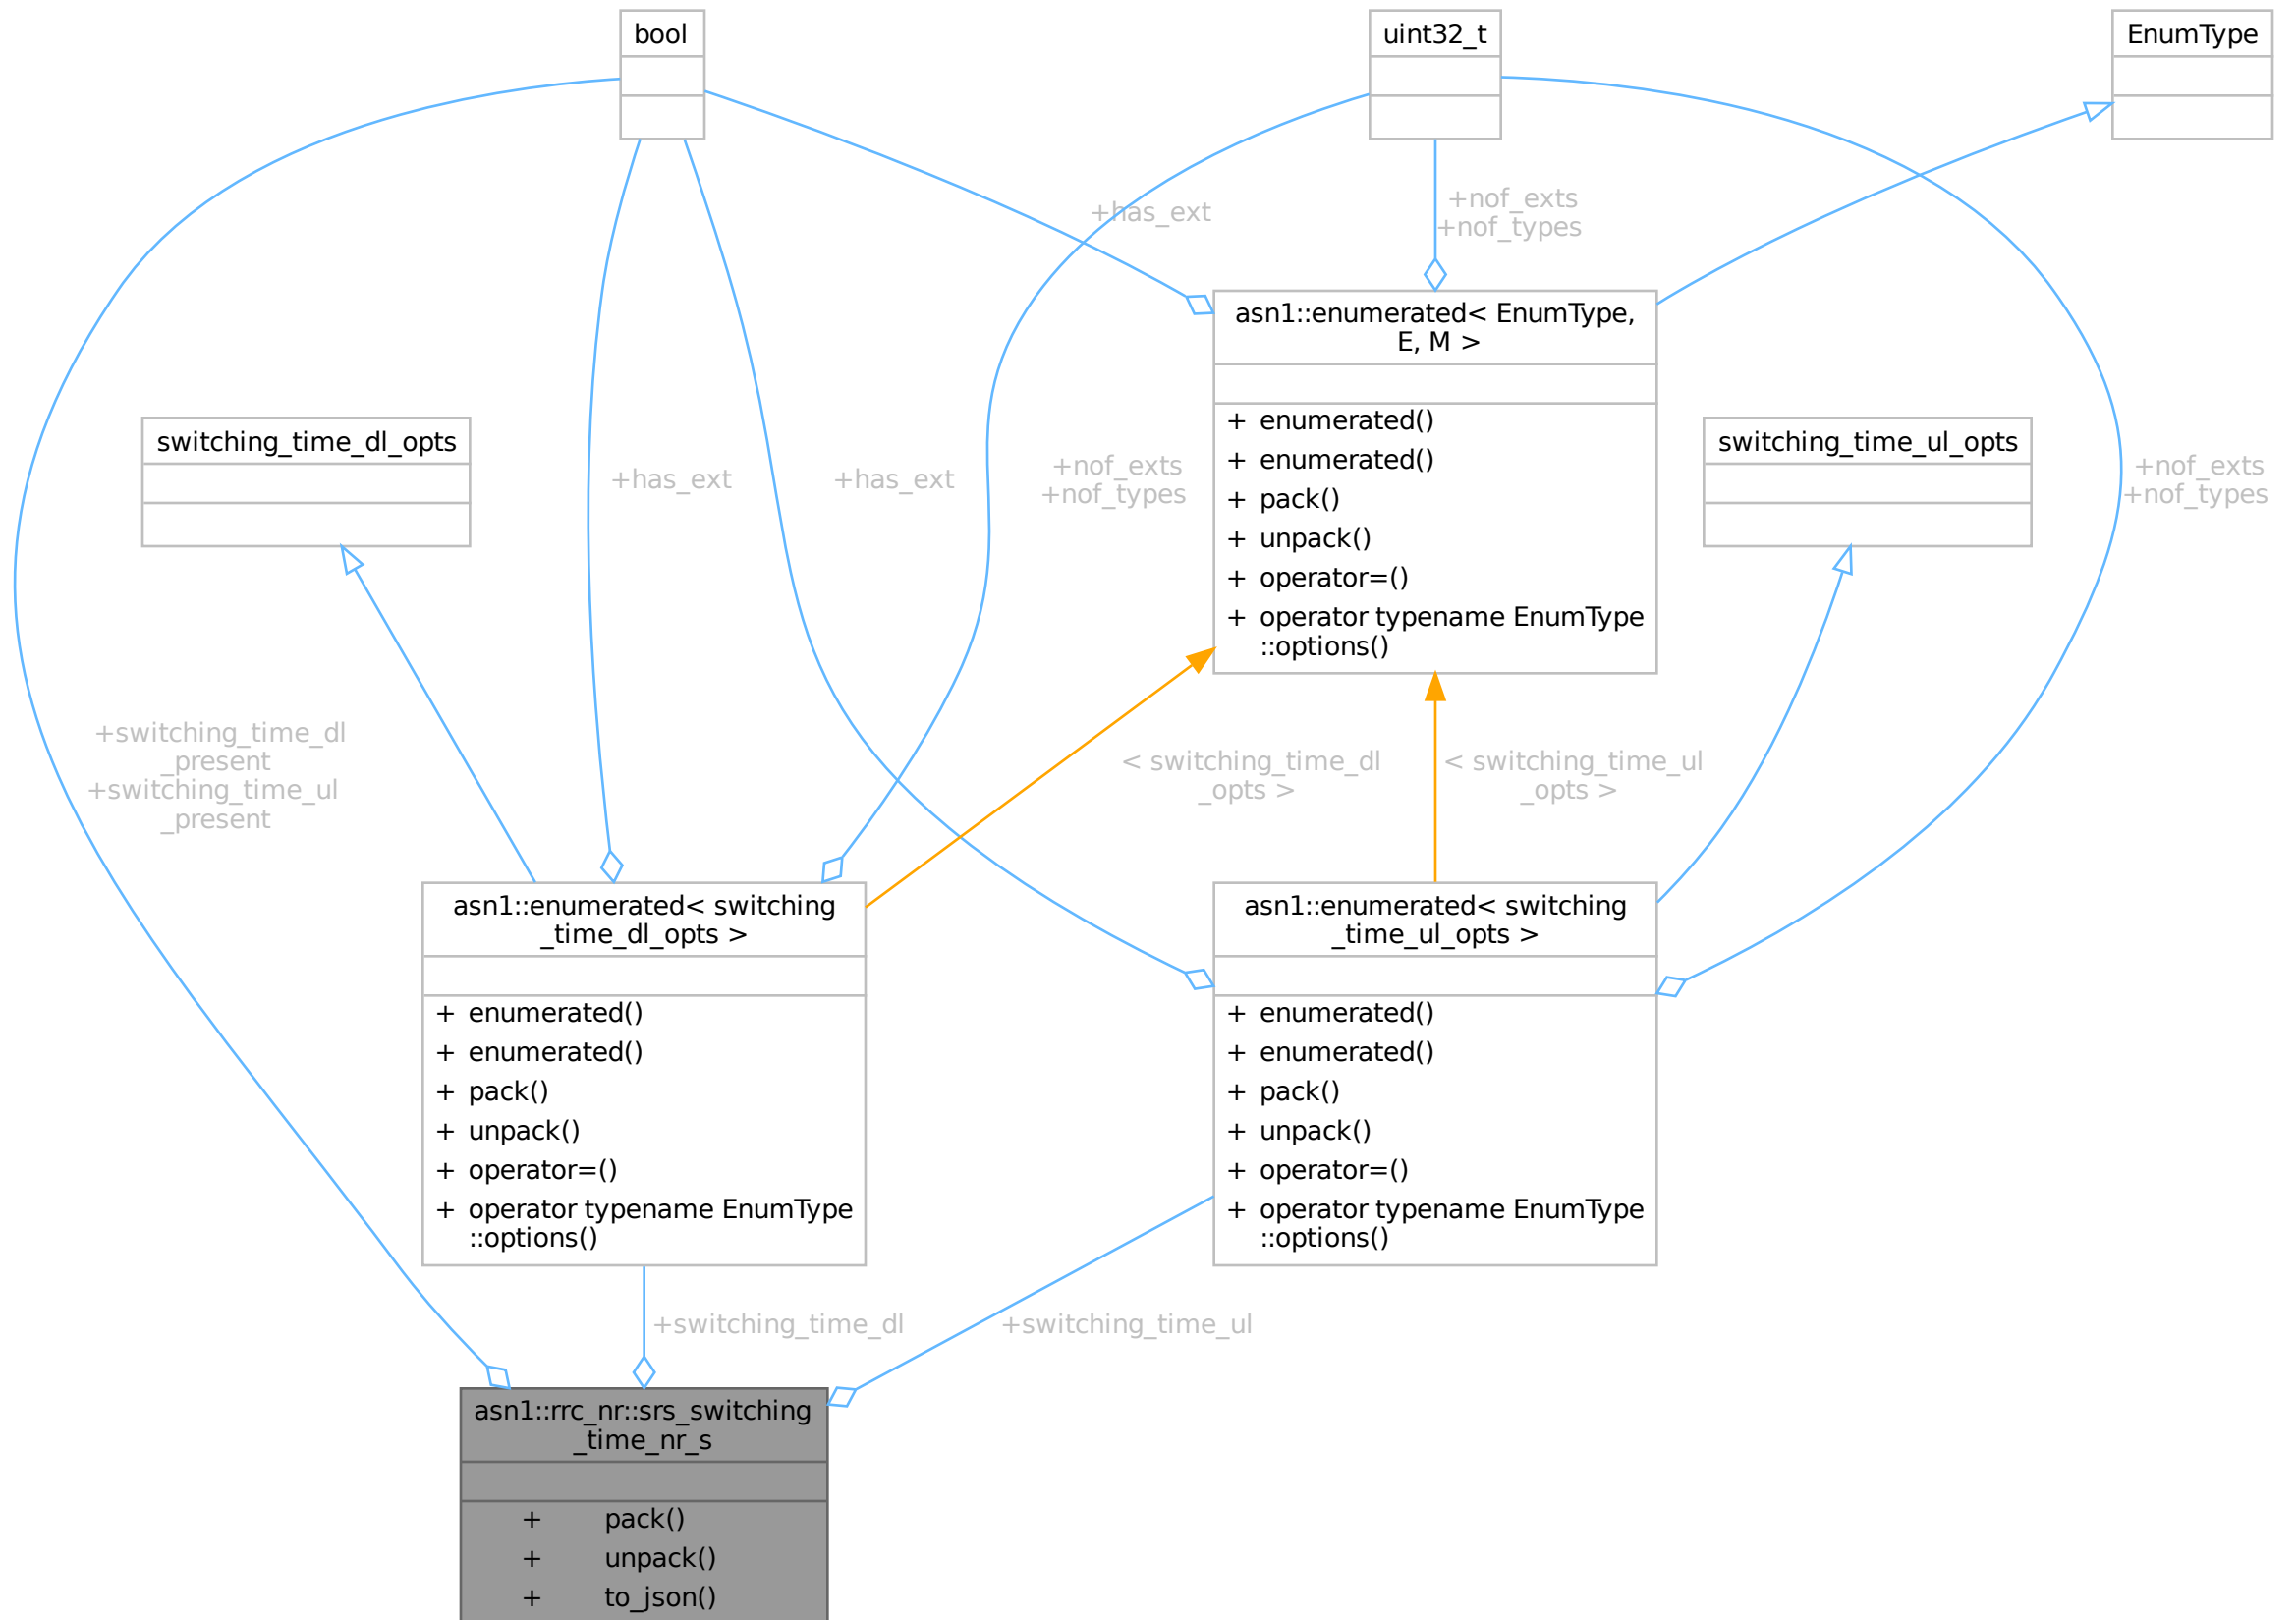 bool
uint32_t
EnumType
+has_ext
+nof_exts
+nof_types
asn1::enumerated< EnumType,
E, M >
+ enumerated()
+ enumerated()
+ pack()
+ unpack()
+ operator=()
+ operator typename EnumType
::options()
switching_time_dl_opts
switching_time_ul_opts
+has_ext
+has_ext
+nof_exts
+nof_types
+nof_exts
+nof_types
+switching_time_dl
_present
+switching_time_ul
_present
< switching_time_dl
_opts >
< switching_time_ul
_opts >
asn1::enumerated< switching
_time_dl_opts >
+ enumerated()
+ enumerated()
+ pack()
+ unpack()
+ operator=()
+ operator typename EnumType
::options()
asn1::enumerated< switching
_time_ul_opts >
+ enumerated()
+ enumerated()
+ pack()
+ unpack()
+ operator=()
+ operator typename EnumType
::options()
+switching_time_dl
+switching_time_ul
asn1::rrc_nr::srs_switching
_time_nr_s
+ pack()
+ unpack()
+ to_json()